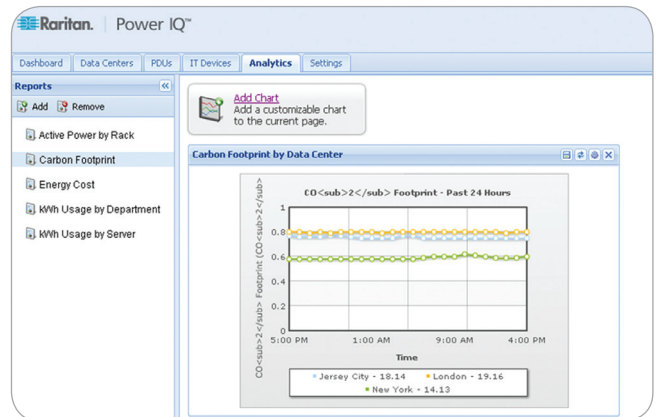 Raritan. Power IQ™
Dashboard Data Centers PDUs IT Devices Analytics Settings
Reports
Add Remove
Active Power by Rack
Carbon Footprint
Energy Cost
kWh Usage by Department
kWh Usage by Server
Add Chart
Add a customizable chart
to the current page.
Carbon Footprint by Data Center
CO<sub>2</sub> Footprint - Past 24 Hours
CO<sub>2</sub> Footprint (CO<sub>2</sub>
1
0.8
0.6
0.4
0.2
0
5:00 PM 1:00 AM 9:00 AM 4:00 PM
Time
Jersey City - 18.14 London - 19.16
New York - 14.13